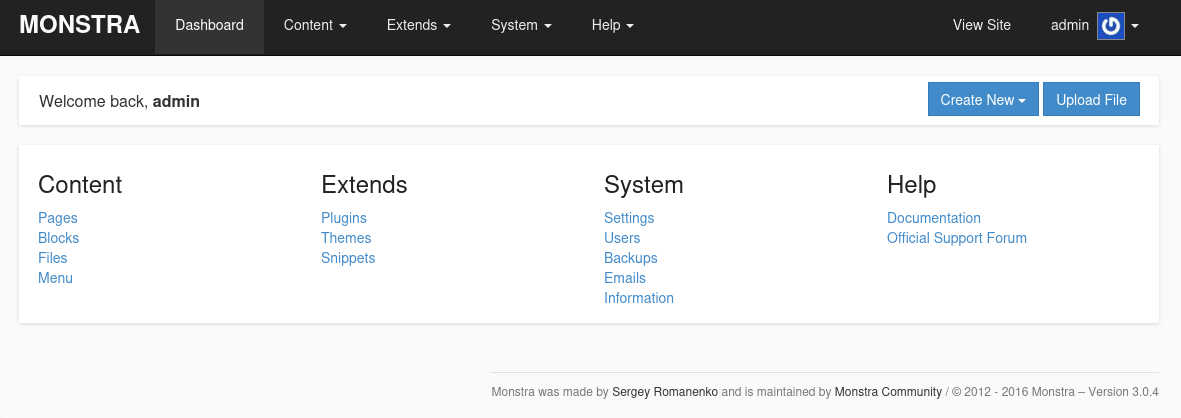 MONSTRA Dashboard Content Extends System Help View Site admin
Welcome back, admin Create New Upload File
Content
Pages
Blocks
Files
Menu
Extends
Plugins
Themes
Snippets
System
Settings
Users
Backups
Emails
Information
Help
Documentation
Official Support Forum
Monstra was made by Sergey Romanenko and is maintained by Monstra Community / © 2012 - 2016 Monstra – Version 3.0.4